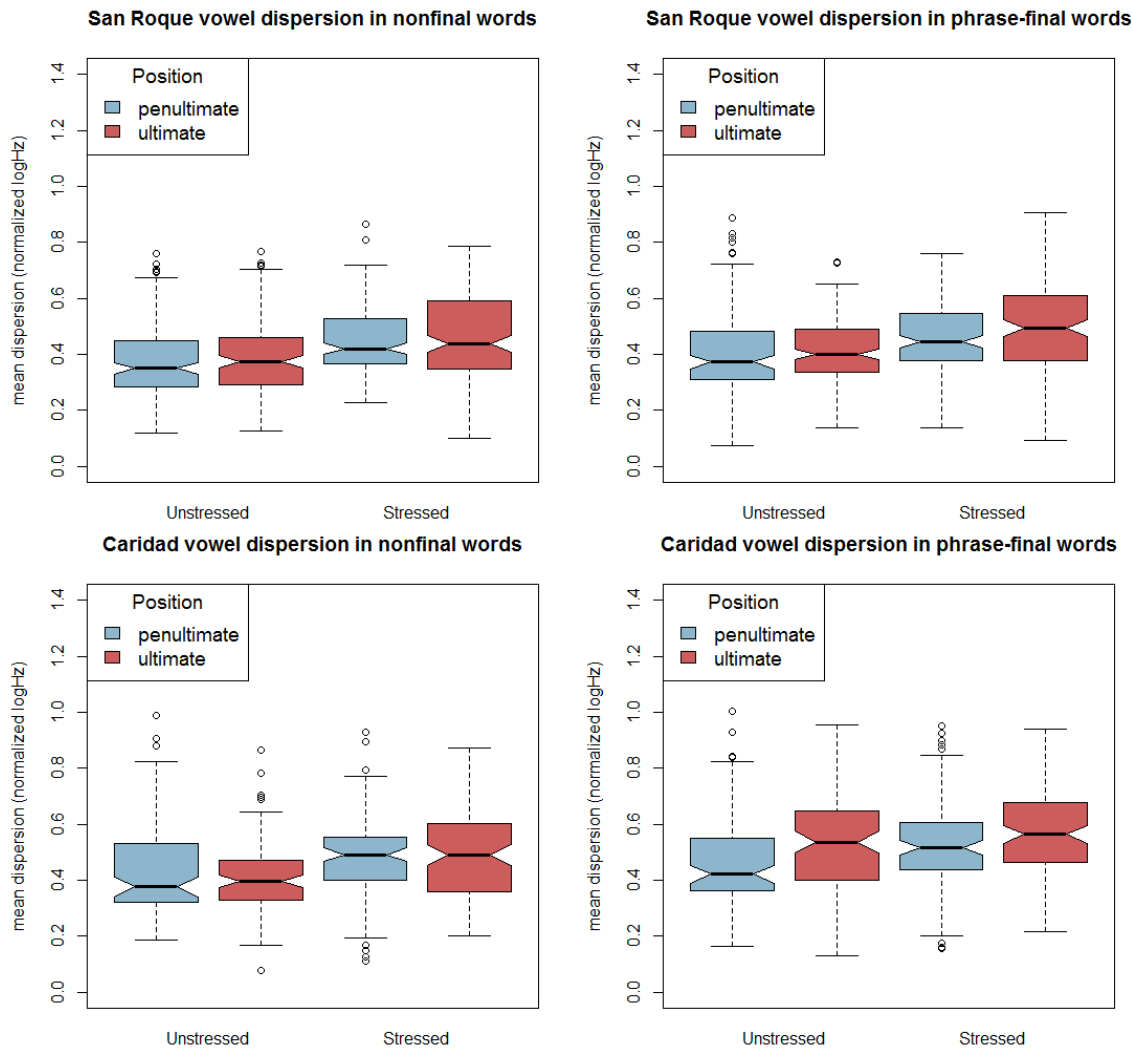 San Roque vowel dispersion in nonfinal words
mean dispersion (normalized logHz)
0.0 0.2 0.4 0.6 0.8 1.0 1.2 1.4
Position
penultimate
ultimate
Unstressed Stressed
San Roque vowel dispersion in phrase-final words
mean dispersion (normalized logHz)
0.0 0.2 0.4 0.6 0.8 1.0 1.2 1.4
Position
penultimate
ultimate
Unstressed Stressed
Caridad vowel dispersion in nonfinal words
mean dispersion (normalized logHz)
0.0 0.2 0.4 0.6 0.8 1.0 1.2 1.4
Position
penultimate
ultimate
Unstressed Stressed
Caridad vowel dispersion in phrase-final words
mean dispersion (normalized logHz)
0.0 0.2 0.4 0.6 0.8 1.0 1.2 1.4
Position
penultimate
ultimate
Unstressed Stressed